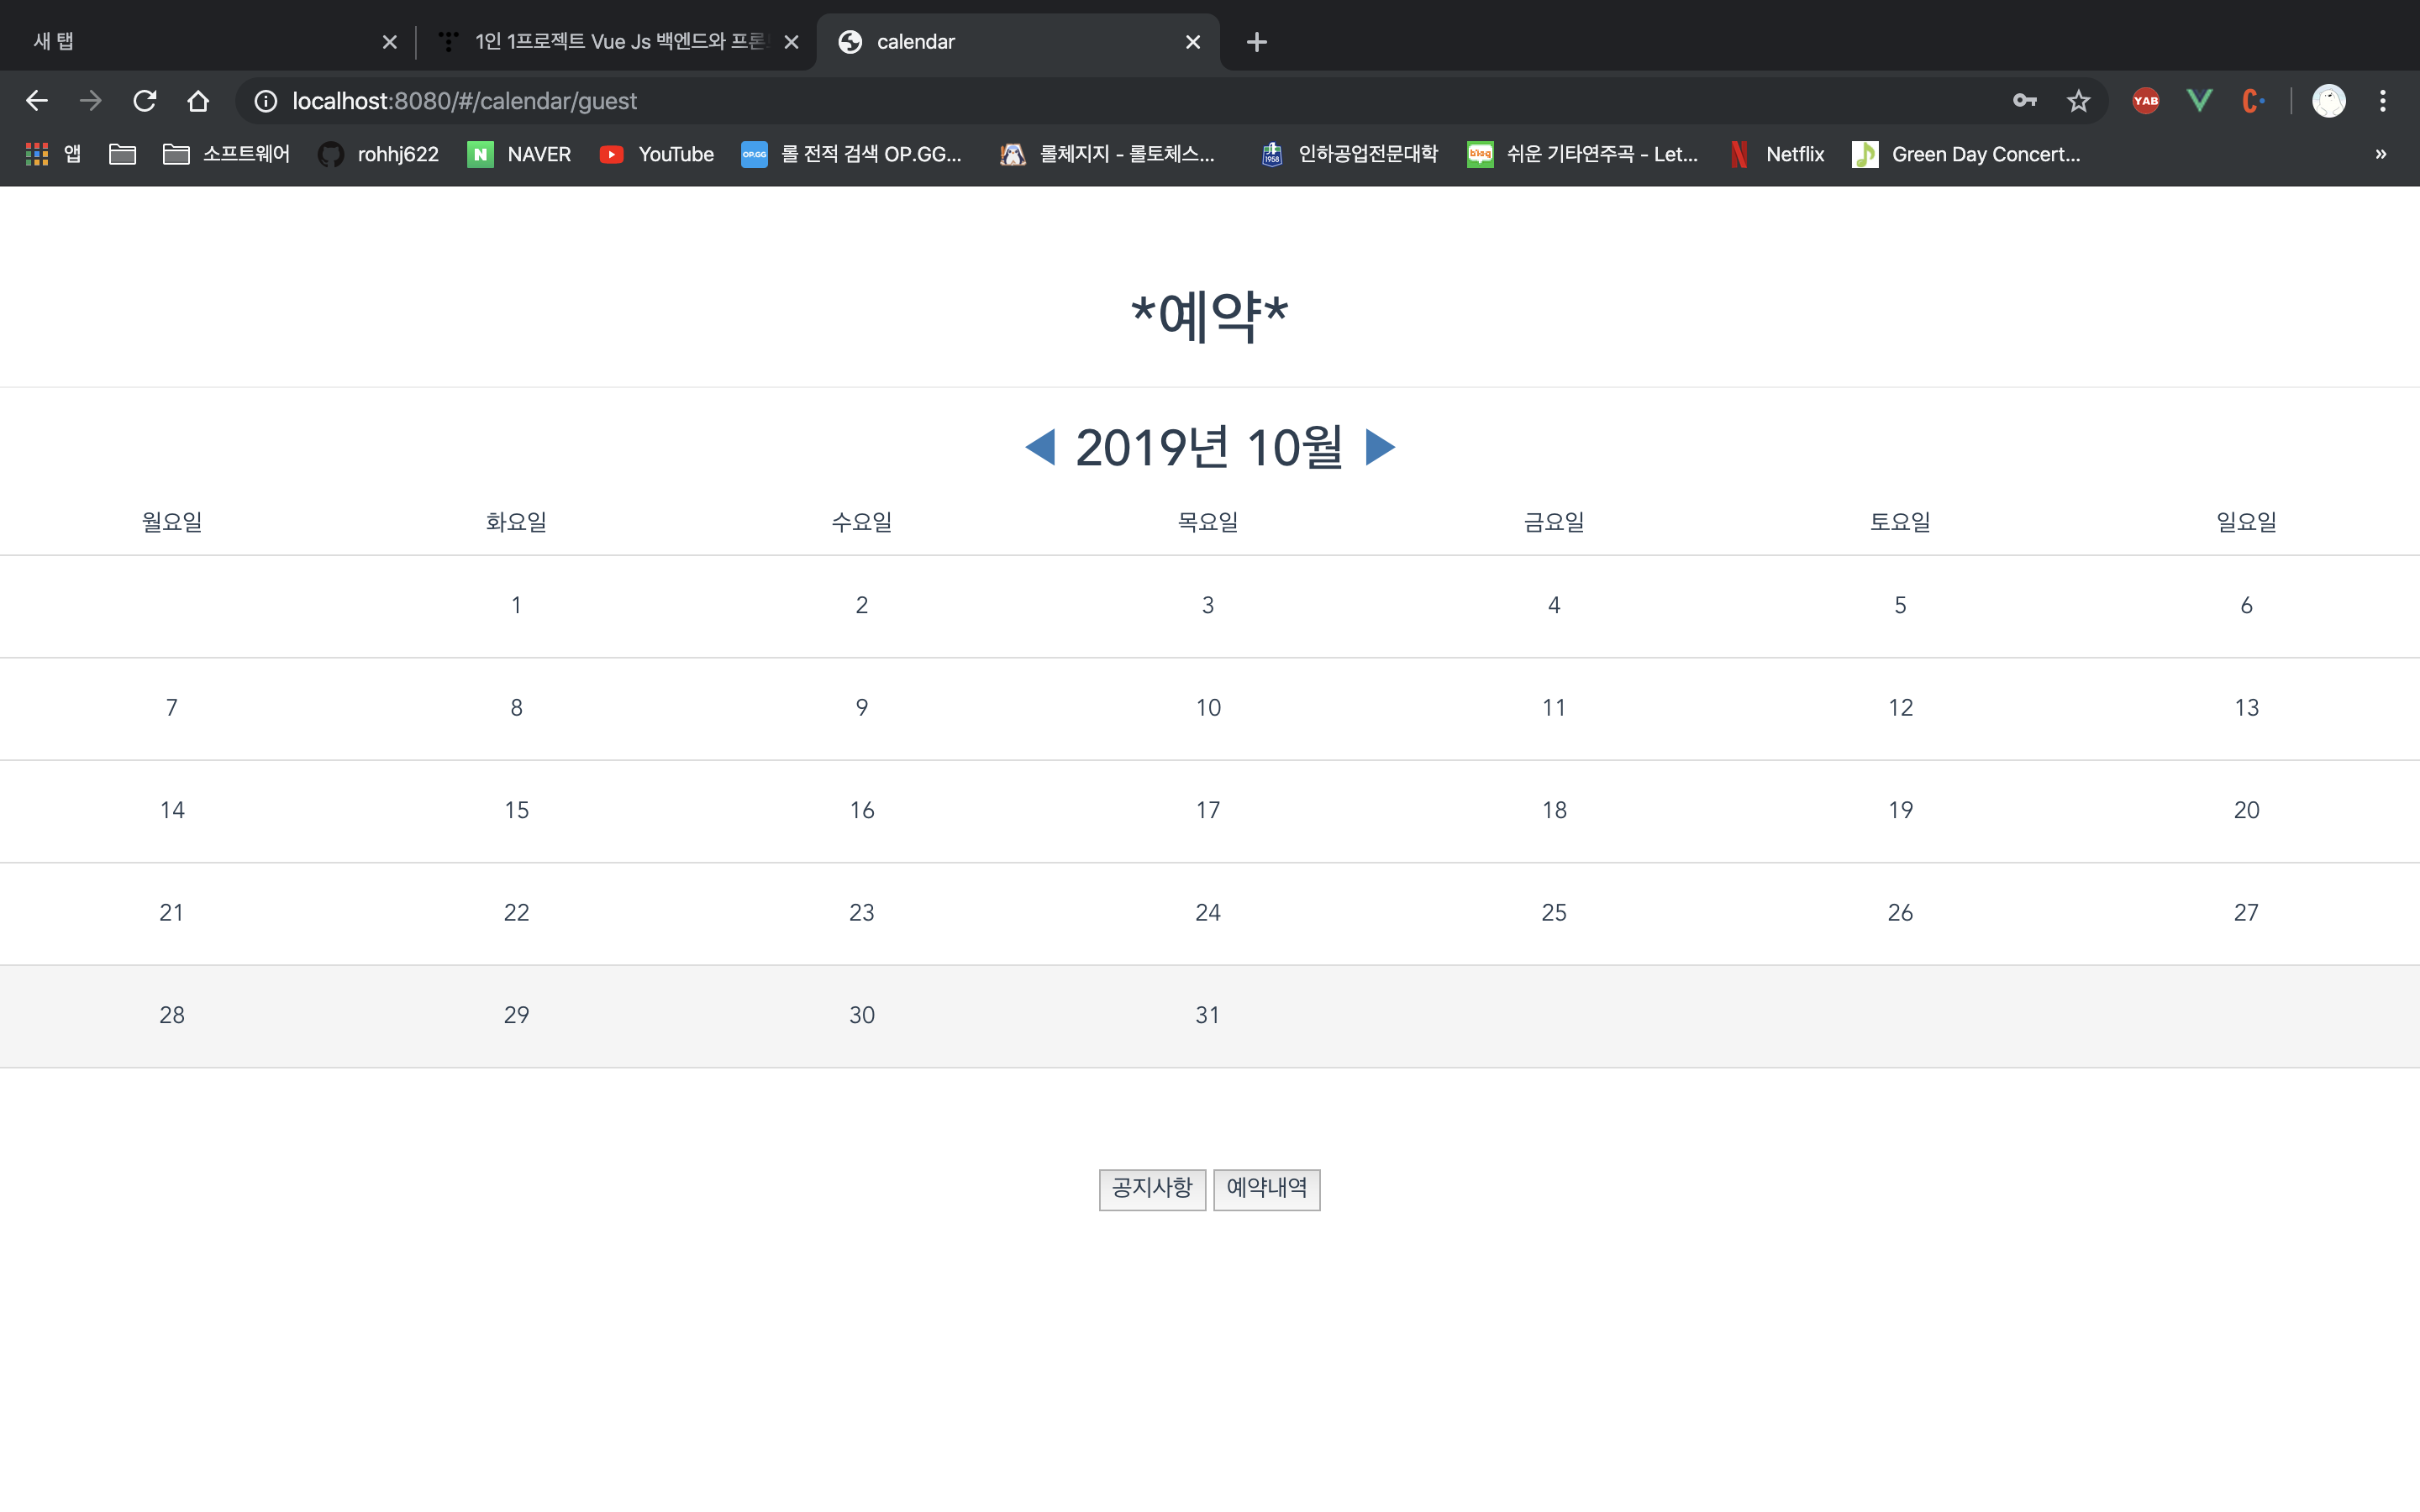 새 탭
1인 1프로젝트 Vue Js 백엔드와 프론
calendar
localhost:8080/#/calendar/guest
YAB
앱
소프트웨어
rohhj622
N
NAVER
YouTube
OP.GG
롤 전적 검색 OP.GG...
롤체지지 - 롤토체스...
1958
인하공업전문대학
blog
쉬운 기타연주곡 - Let...
Netflix
Green Day Concert...
*예약*
2019년 10월
월요일 화요일 수요일 목요일 금요일 토요일 일요일
1 2 3 4 5 6
7 8 9 10 11 12 13
14 15 16 17 18 19 20
21 22 23 24 25 26 27
28 29 30 31
공지사항 예약내역